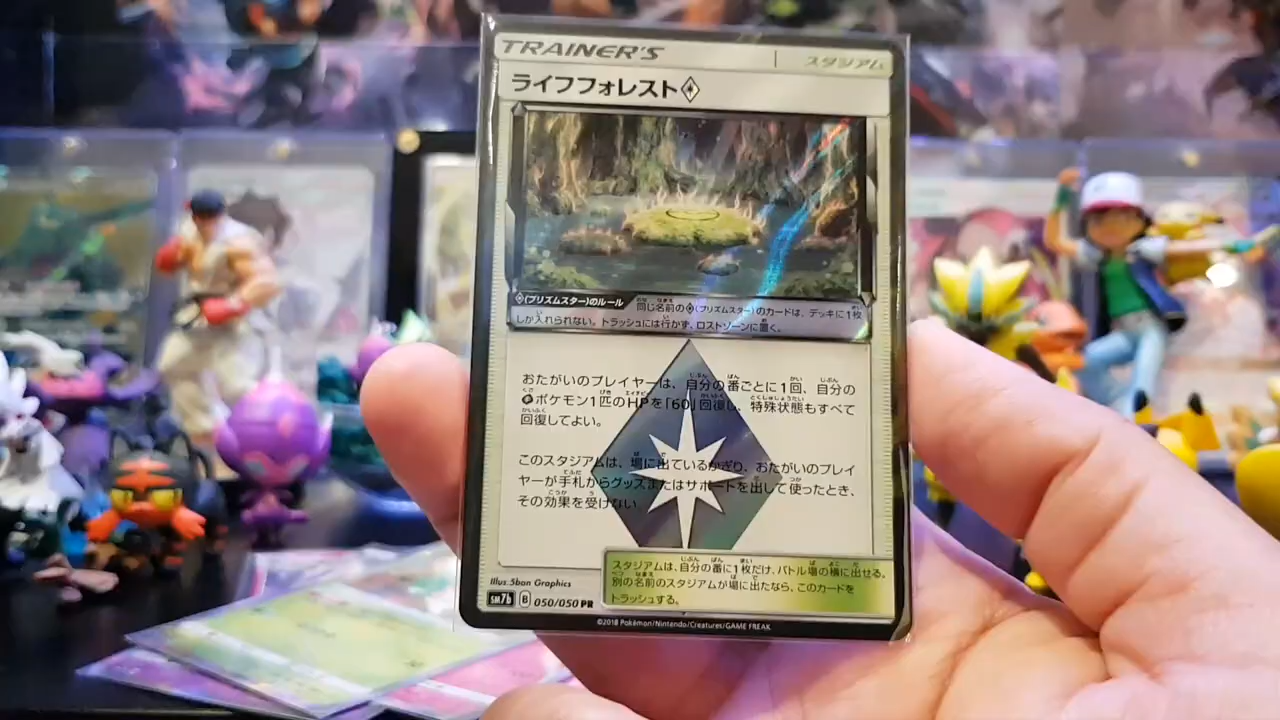 TRAINER'S
スタジアム
ライフフォレスト◇
◇(プリズムスター)のルール 同じ名前の◇(プリズムスター)のカードは、デッキに1枚
しか入れられない。トラッシュには行かず、ロストゾーンに置く。
おたがいのプレイヤーは、自分の番ごとに1回、自分の
ポケモン1匹のHPを「60」回復し、特殊状態もすべて
回復してよい。
このスタジアムは、場に出ているかぎり、おたがいのプレイ
ヤーが手札からグッズまたはサポートを出して使ったとき、
その効果を受けない。
スタジアムは、自分の番に1枚だけ、バトル場の横に出せる。
別の名前のスタジアムが場に出たなら、このカードを
トラッシュする。
Illus. 5ban Graphics
SM7b B 050/050 PR
©2018 Pokémon/Nintendo/Creatures/GAME FREAK